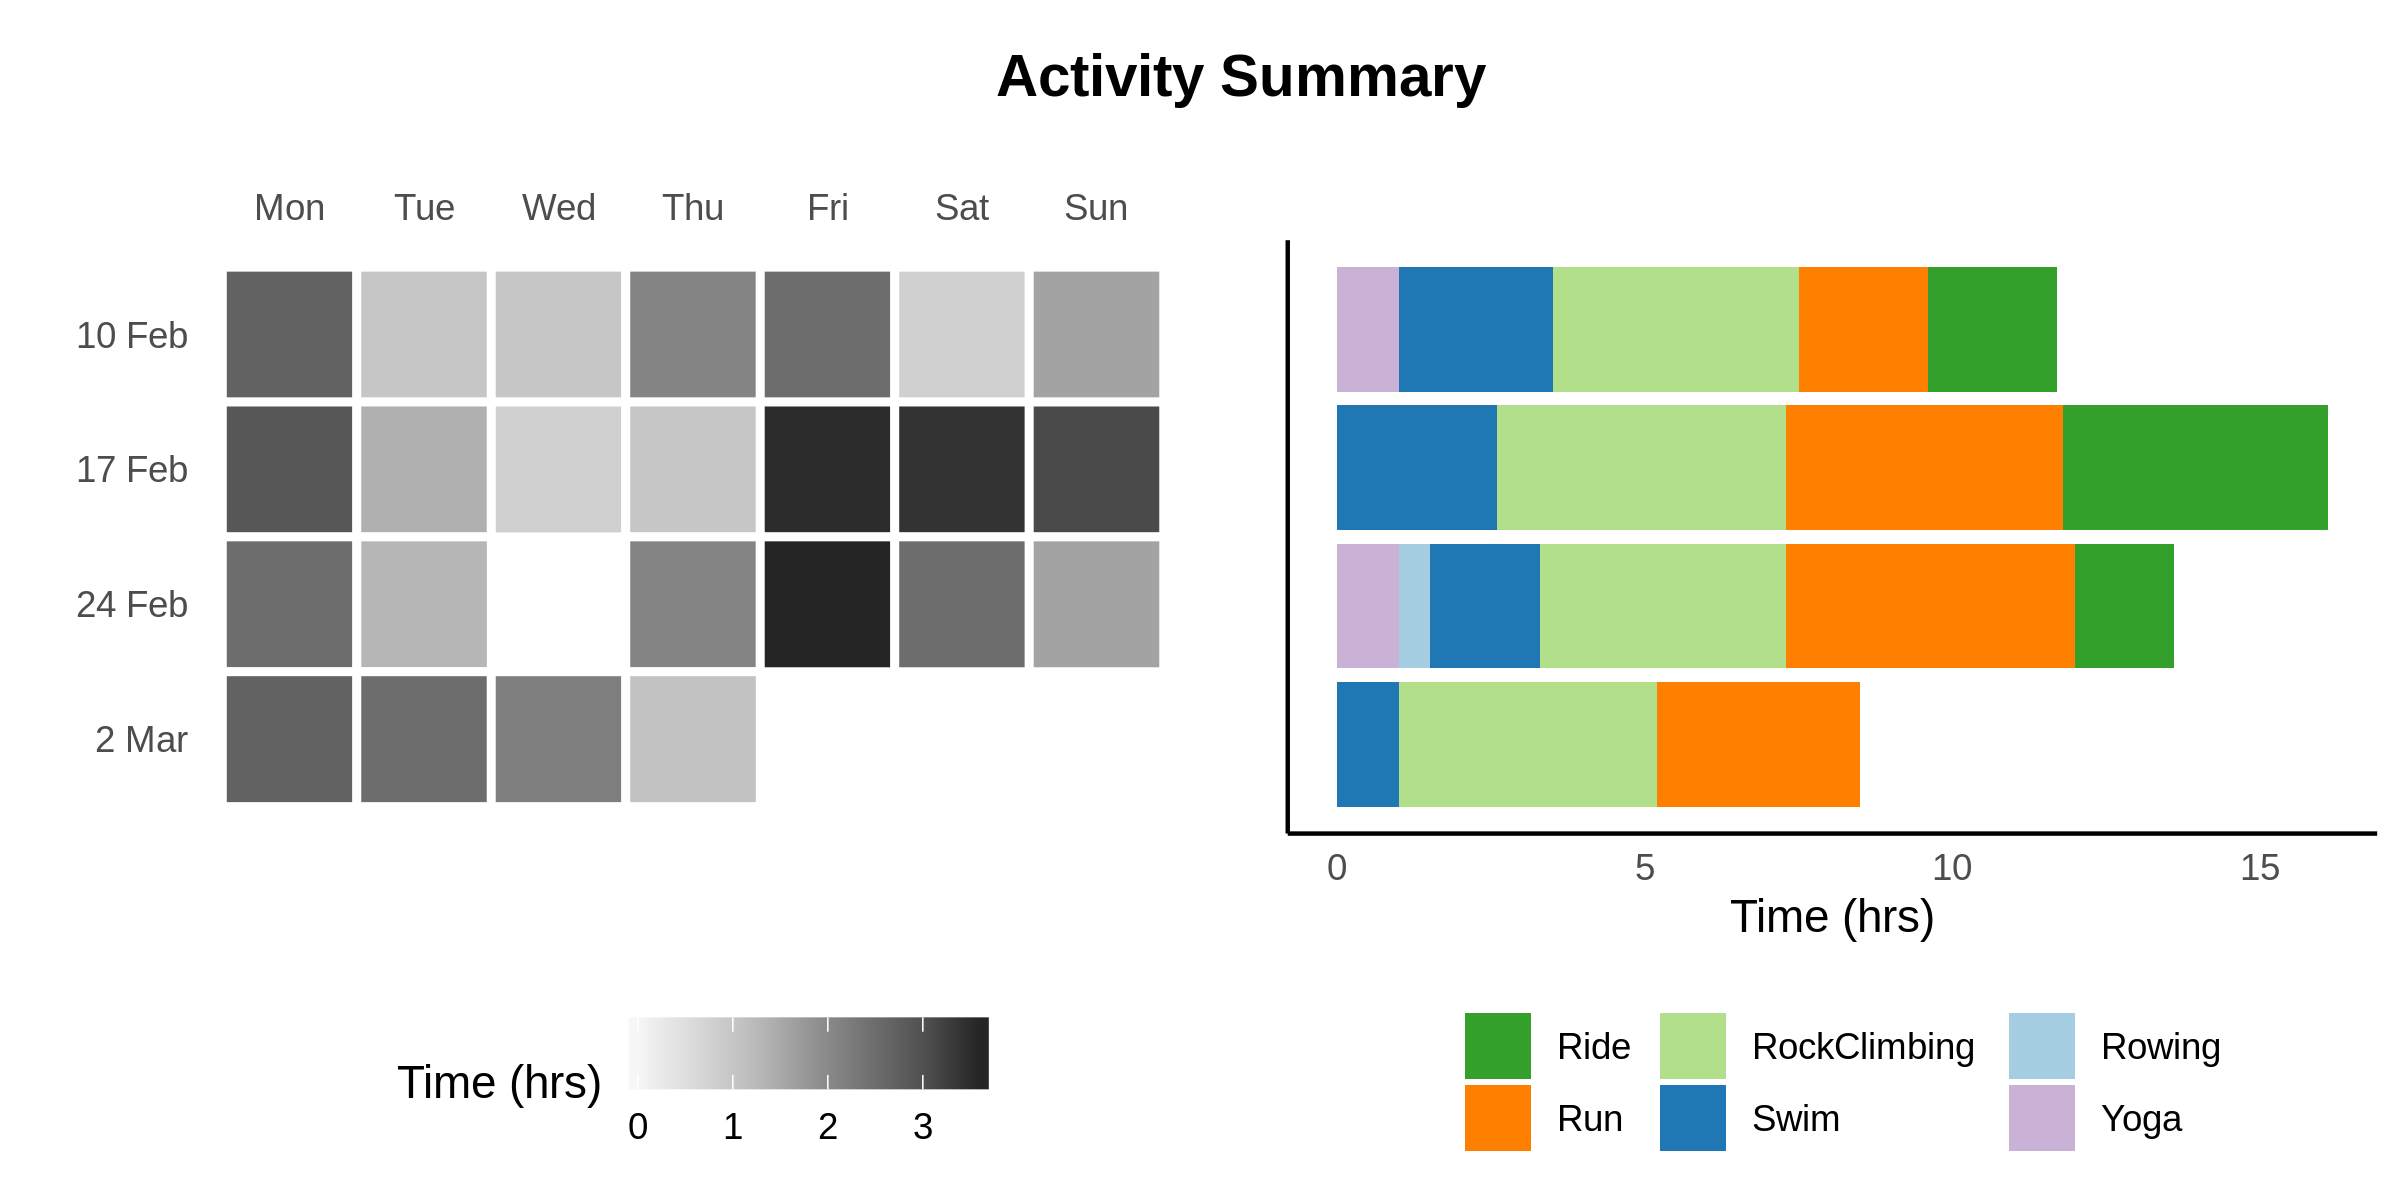 Activity Summary
Mon Tue Wed Thu Fri Sat Sun
10 Feb
17 Feb
24 Feb
2 Mar
0 5 10 15
Time (hrs)
Time (hrs)
0 1 2 3
Ride RockClimbing Rowing
Run Swim Yoga